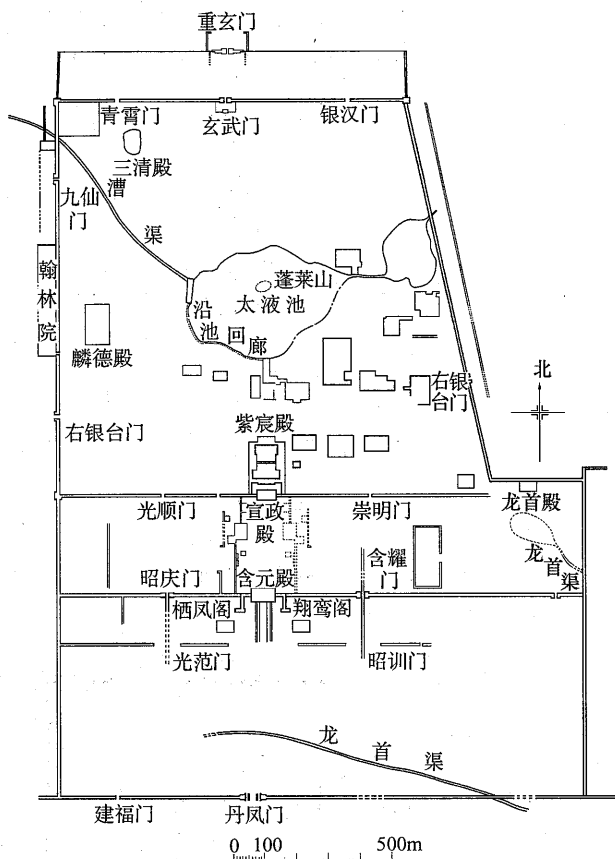 重玄门
青霄门
玄武门
银汉门
三清殿
九仙门
漕渠
翰林院
蓬莱山
太液池
沿池回廊
麟德殿
右银台门
北
右银台门
紫宸殿
龙首殿
光顺门
宣政殿
崇明门
龙首渠
昭庆门
含元殿
含耀门
栖凤阁
翔鸾阁
光范门
昭训门
龙首渠
建福门
丹凤门
0 100 500m